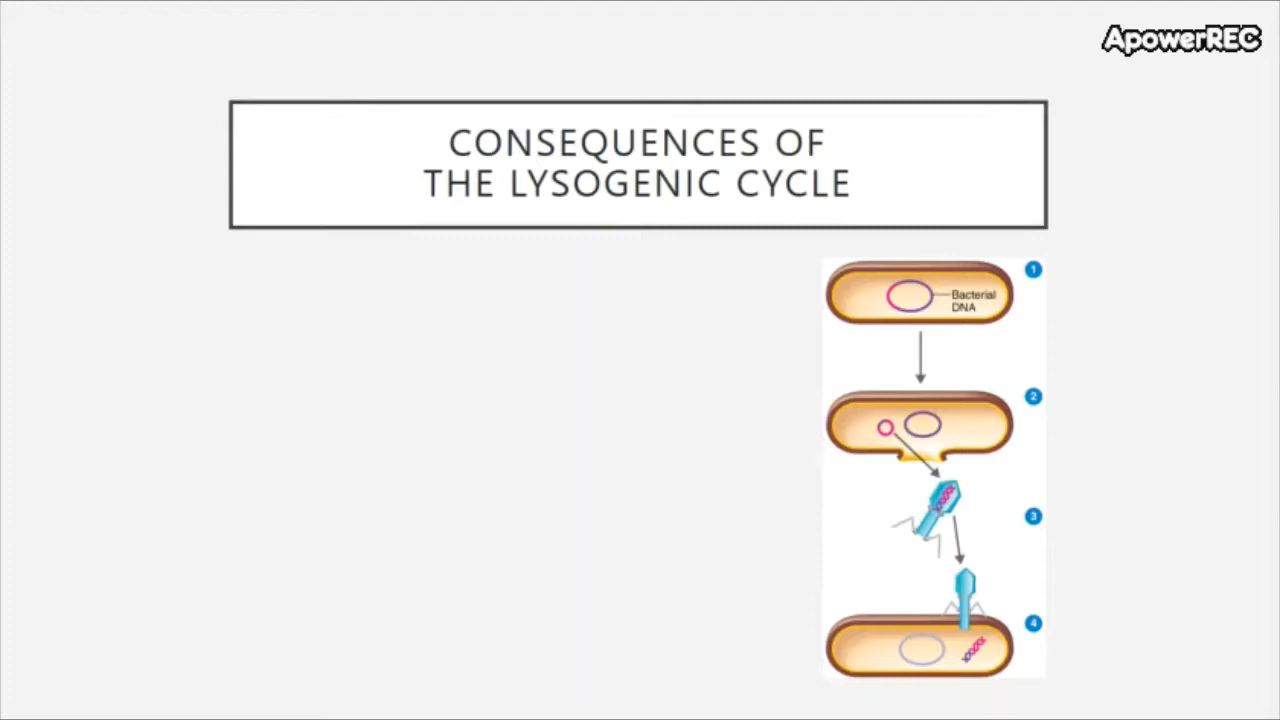 ApowerREC
CONSEQUENCES OF
THE LYSOGENIC CYCLE
1
Bacterial
DNA
2
3
4